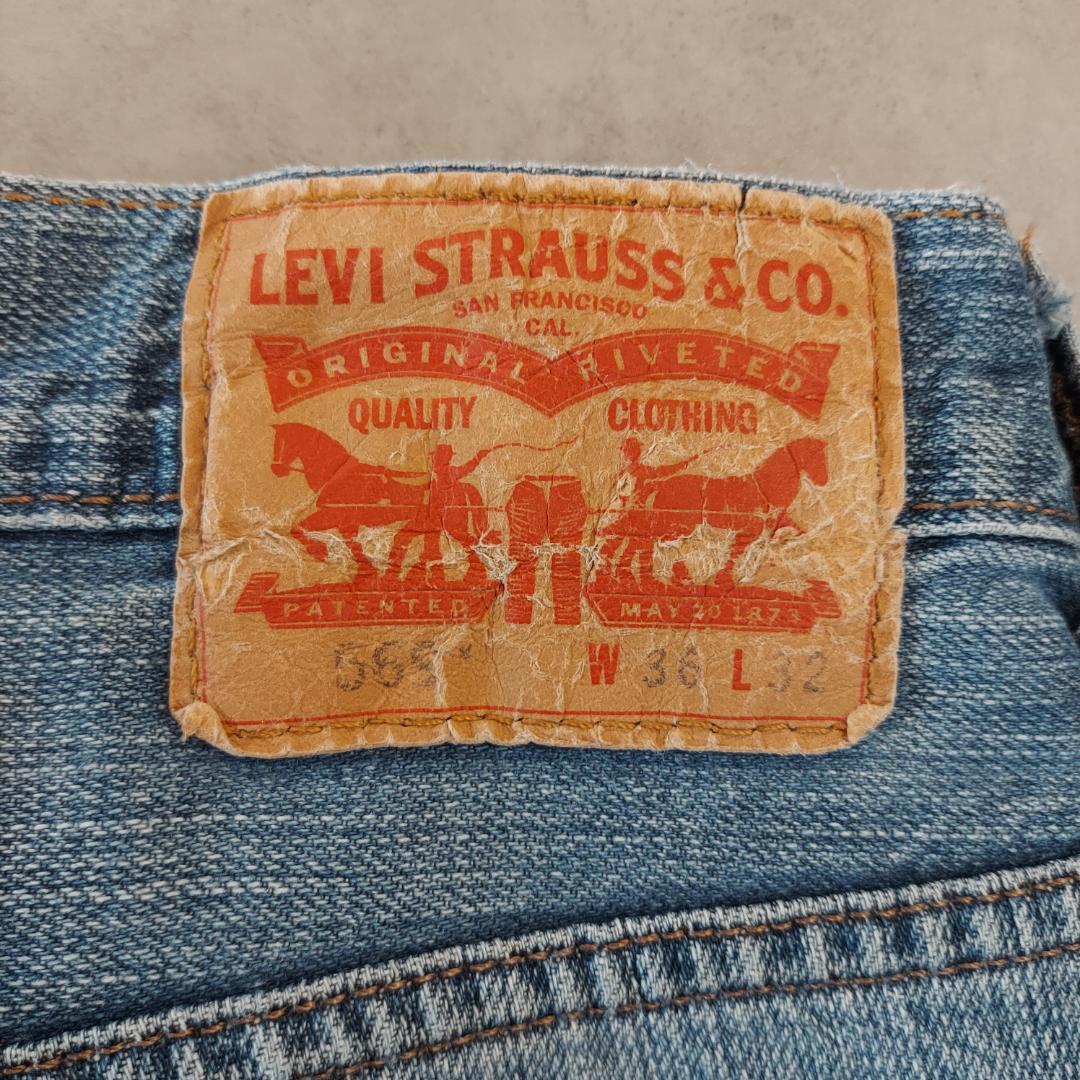 LEVI STRAUSS & CO.
SAN FRANCISCO
CAL.
ORIGINAL RIVETED
QUALITY CLOTHING
PATENTED MAY 20 1873
W 36 L 32